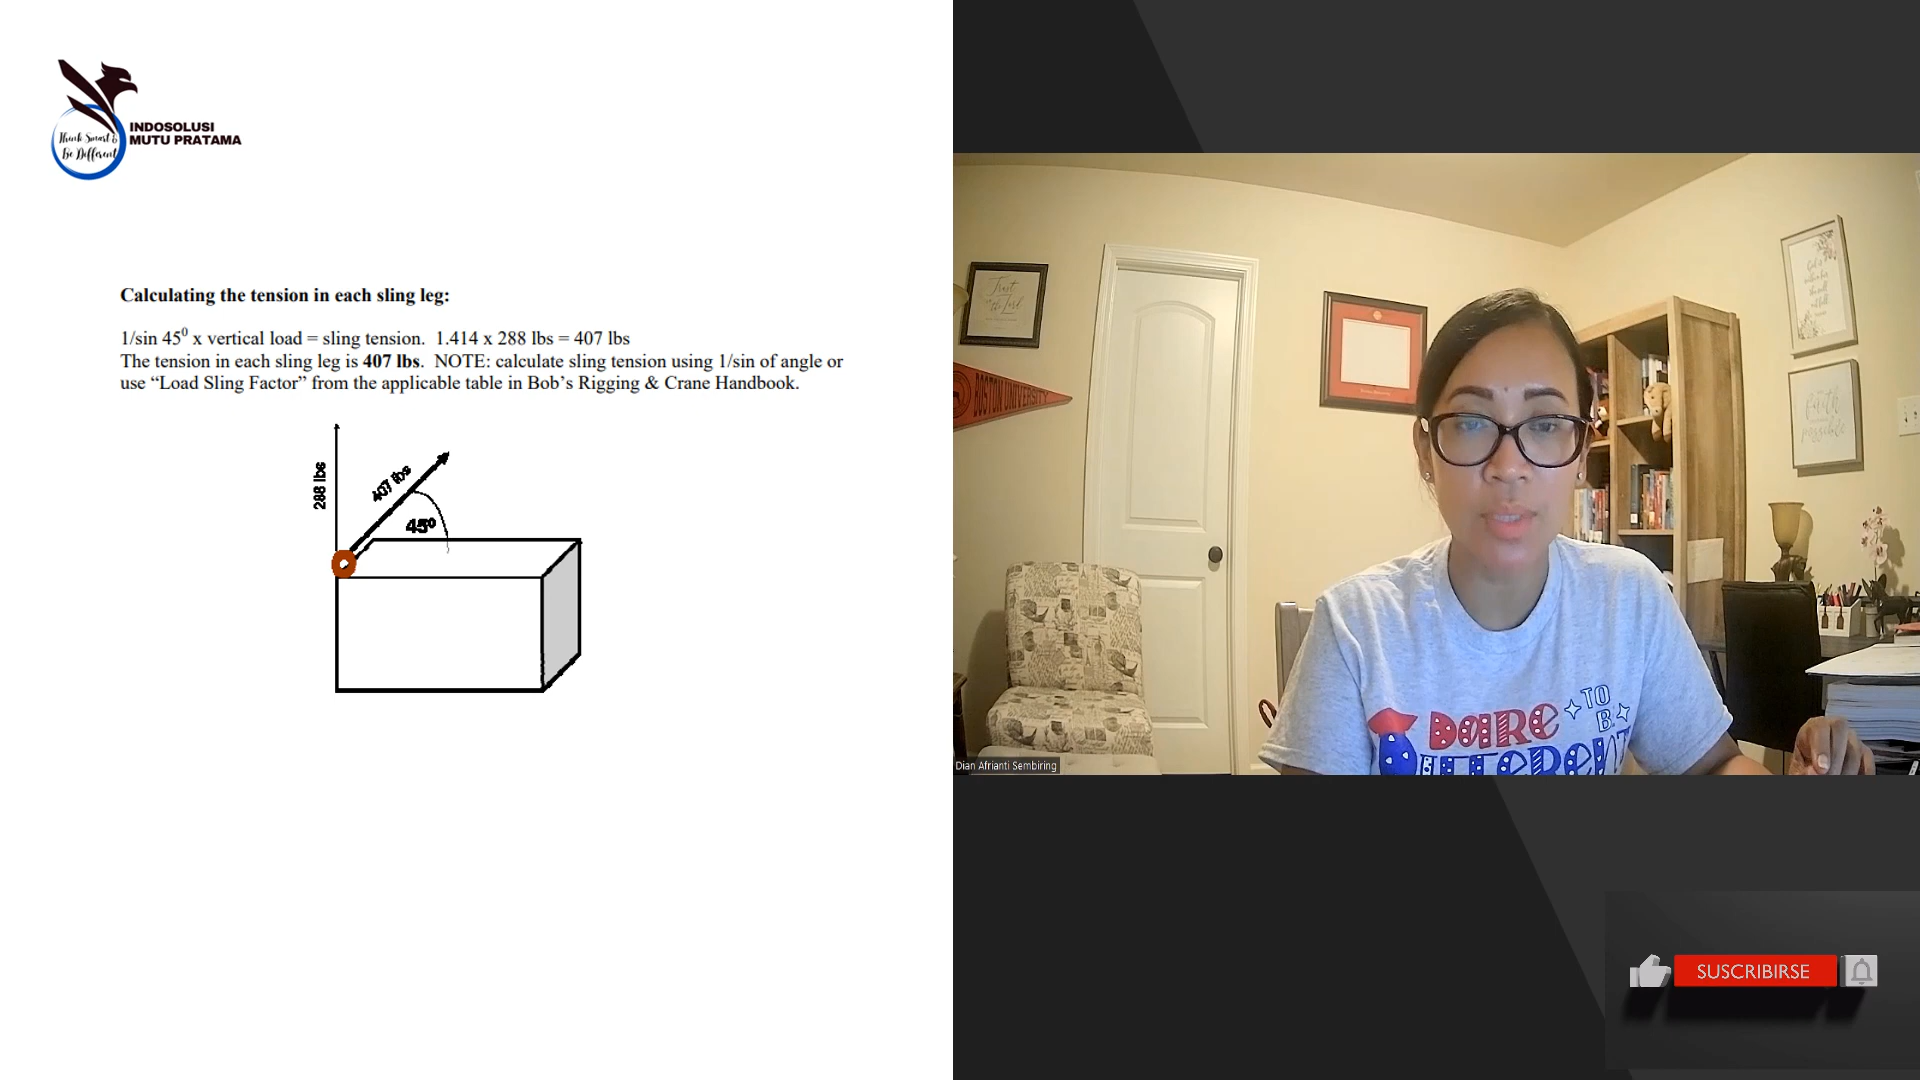 Think Smart &
Be Different
INDOSOLUSI
MUTU PRATAMA
Calculating the tension in each sling leg:
1/sin 45⁰ x vertical load = sling tension. 1.414 x 288 lbs = 407 lbs
The tension in each sling leg is 407 lbs. NOTE: calculate sling tension using 1/sin of angle or
use “Load Sling Factor” from the applicable table in Bob’s Rigging & Crane Handbook.
288 lbs
407 lbs
45⁰
Trust
in the Lord
BOSTON UNIVERSITY
faith
possible
DARE TO
BE
DIFFERENT
Dian Afrianti Sembiring
SUSCRIBIRSE